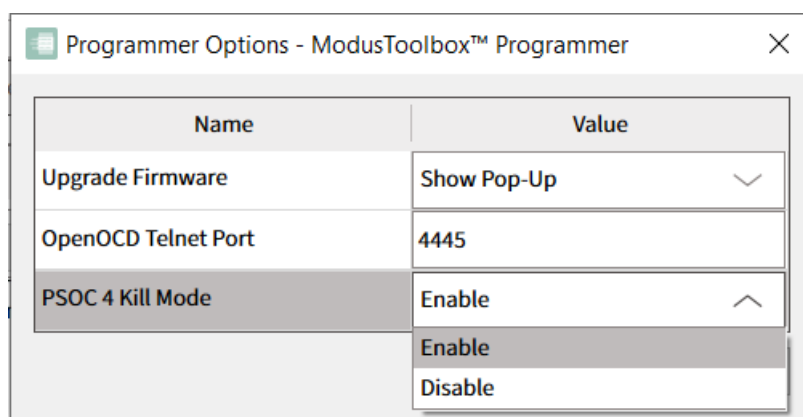 Programmer Options - ModusToolbox™ Programmer
Name Value
Upgrade Firmware Show Pop-Up
OpenOCD Telnet Port 4445
PSOC 4 Kill Mode Enable
Enable
Disable